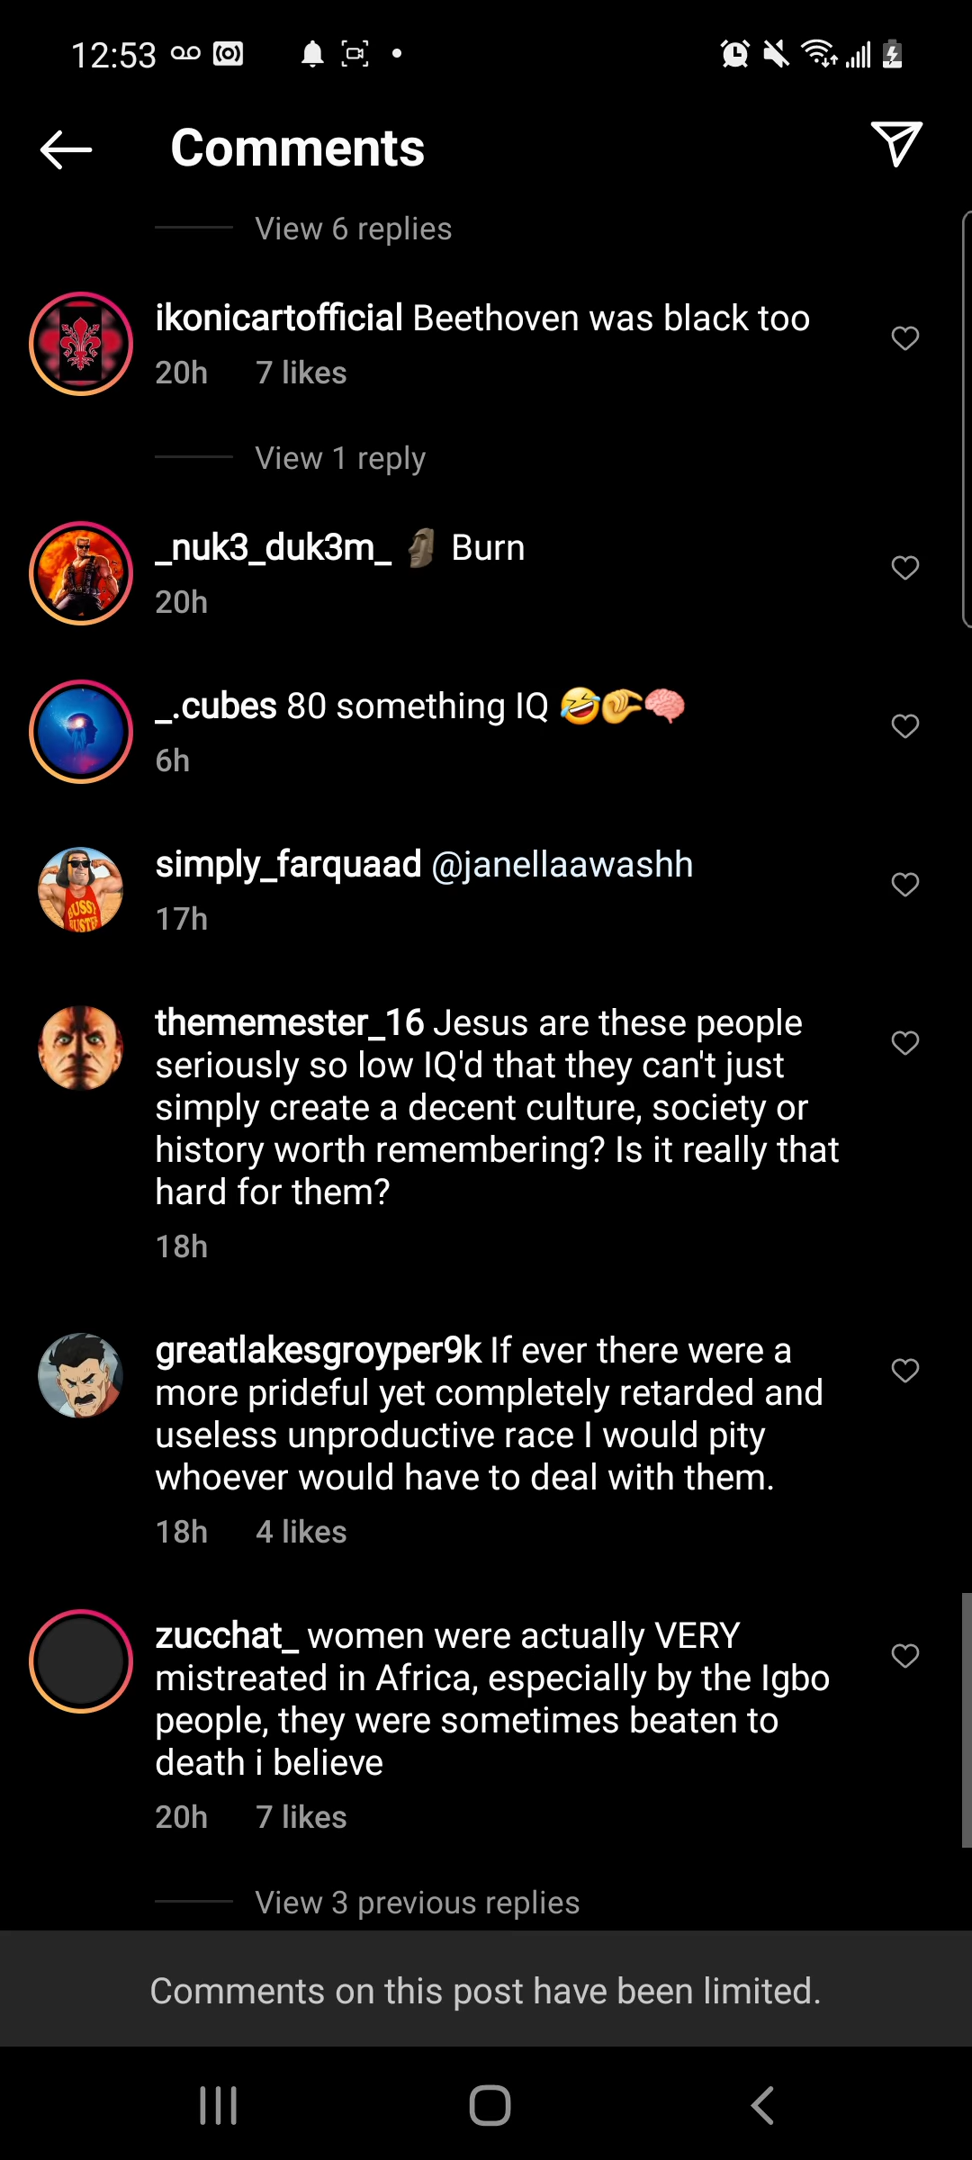 12:53
Comments
View 6 replies
ikonicartofficial Beethoven was black too
20h 7 likes
View 1 reply
_nuk3_duk3m_ 🗿 Burn
20h
_.cubes 80 something IQ 🤣🤏🧠
6h
simply_farquaad @janellaawashh
17h
BUSSY
BUSTER
thememester_16 Jesus are these people
seriously so low IQ'd that they can't just
simply create a decent culture, society or
history worth remembering? Is it really that
hard for them?
18h
greatlakesgroyper9k If ever there were a
more prideful yet completely retarded and
useless unproductive race I would pity
whoever would have to deal with them.
18h 4 likes
zucchat_ women were actually VERY
mistreated in Africa, especially by the Igbo
people, they were sometimes beaten to
death i believe
20h 7 likes
View 3 previous replies
Comments on this post have been limited.